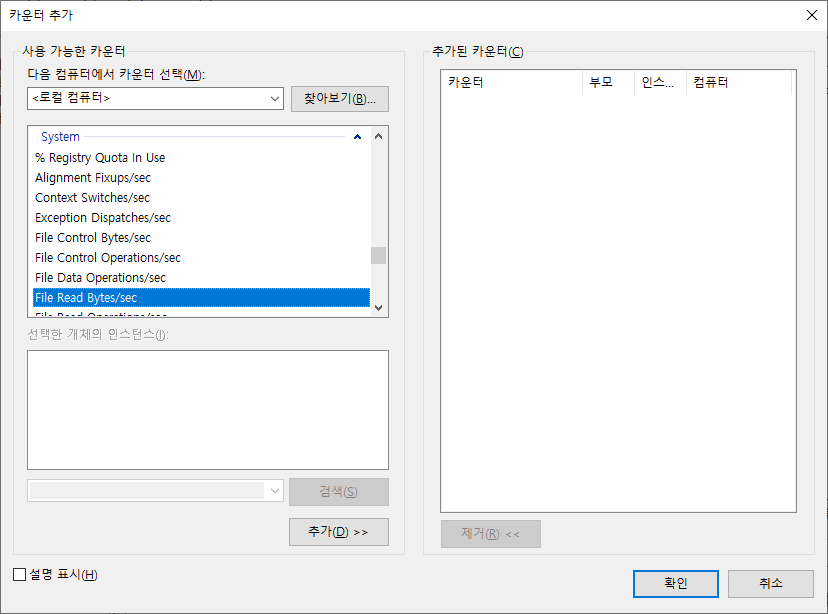 카운터 추가
사용 가능한 카운터
다음 컴퓨터에서 카운터 선택(M):
<로컬 컴퓨터>
찾아보기(B)...
System
% Registry Quota In Use
Alignment Fixups/sec
Context Switches/sec
Exception Dispatches/sec
File Control Bytes/sec
File Control Operations/sec
File Data Operations/sec
File Read Bytes/sec
File Read Operations/sec
선택한 개체의 인스턴스(I):
검색(S)
추가(D) >>
설명 표시(H)
추가된 카운터(C)
카운터 부모 인스... 컴퓨터
제거(R) <<
확인
취소